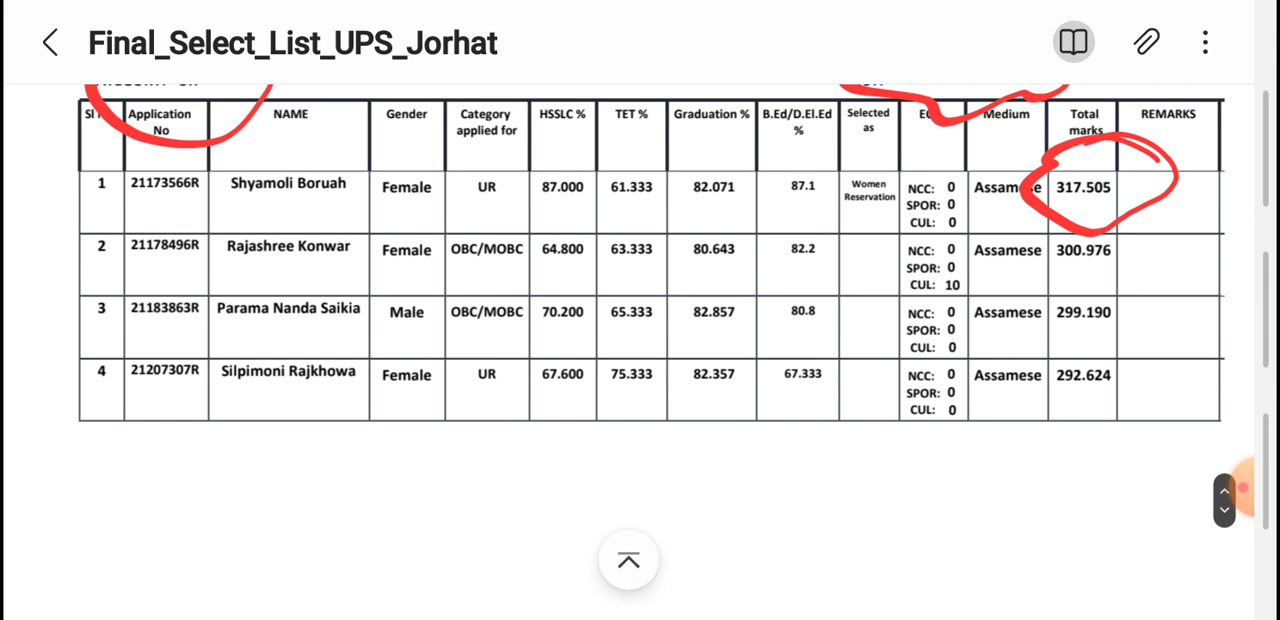 Final_Select_List_UPS_Jorhat
Application No NAME Gender Category applied for HSSLC % TET % Graduation % B.Ed/D.El.Ed % Selected as Medium Total marks REMARKS
1 21173566R Shyamoli Boruah Female UR 87.000 61.333 82.071 87.1 Women Reservation NCC: 0 SPOR: 0 CUL: 0 Assamese 317.505
2 21178496R Rajashree Konwar Female OBC/MOBC 64.800 63.333 80.643 82.2 NCC: 0 SPOR: 0 CUL: 10 Assamese 300.976
3 21183863R Parama Nanda Saikia Male OBC/MOBC 70.200 65.333 82.857 80.8 NCC: 0 SPOR: 0 CUL: 0 Assamese 299.190
4 21207307R Silpimoni Rajkhowa Female UR 67.600 75.333 82.357 67.333 NCC: 0 SPOR: 0 CUL: 0 Assamese 292.624